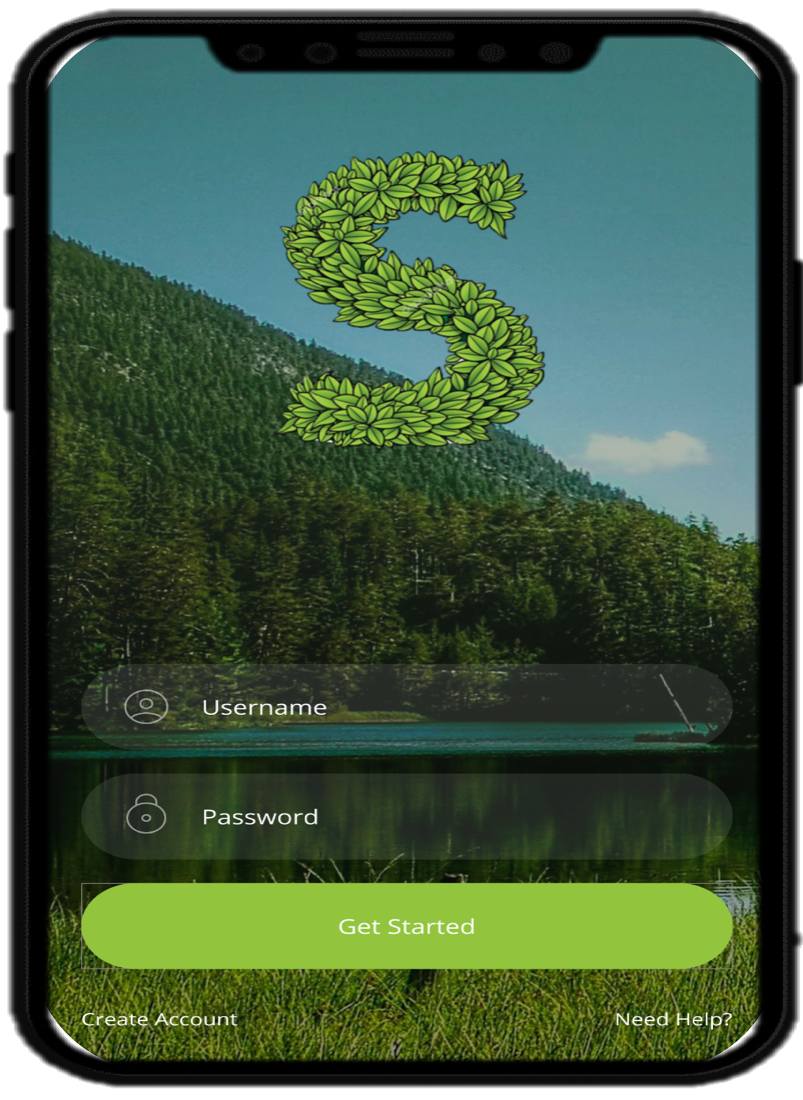 S
Username
Password
Get Started
Create Account
Need Help?